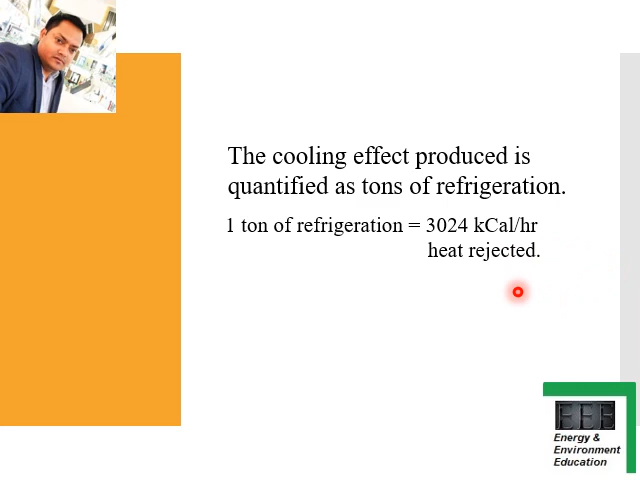 The cooling effect produced is
quantified as tons of refrigeration.
1 ton of refrigeration = 3024 kCal/hr
heat rejected.
EEE
Energy &
Environment
Education